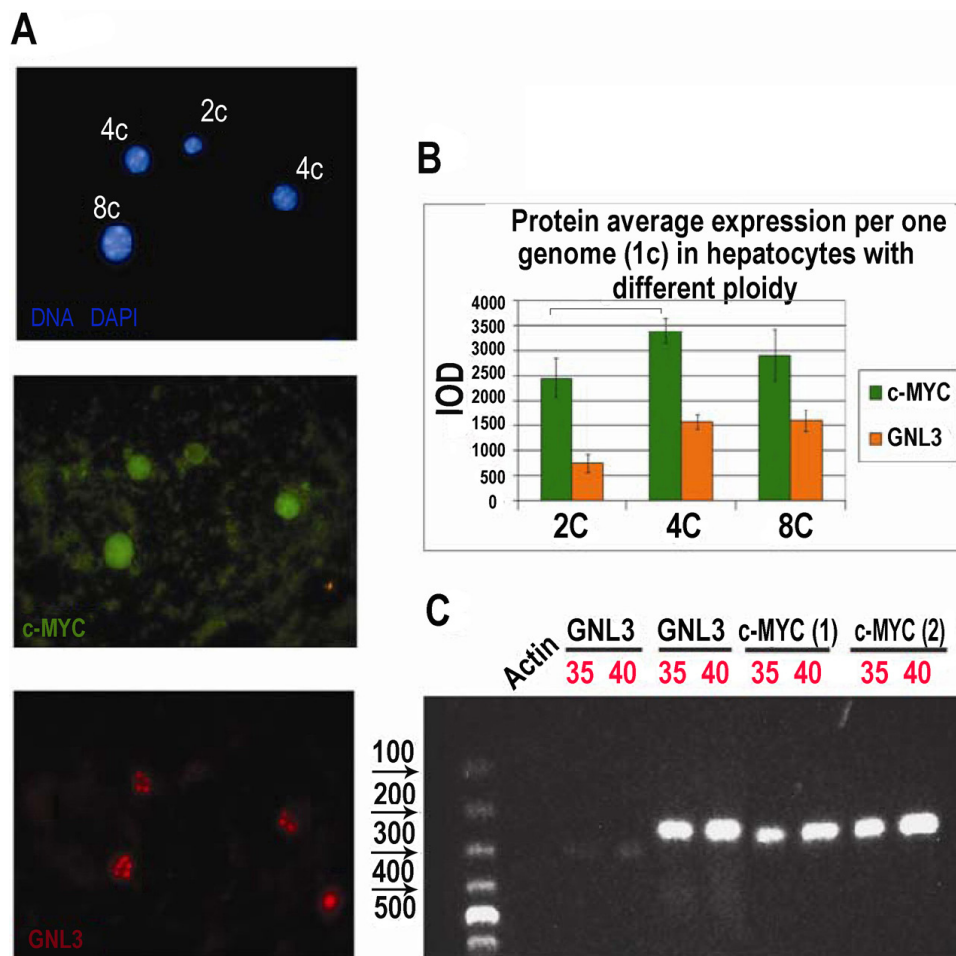 A
2c
4c
4c
8c
DNA DAPI
c-MYC
GNL3
B
Protein average expression per one
genome (1c) in hepatocytes with
different ploidy
4000
3500
3000
2500
2000
1500
1000
500
0
IOD
2C 4C 8C
c-MYC
GNL3
C
Actin GNL3 GNL3 c-MYC (1) c-MYC (2)
35 40 35 40 35 40 35 40
100
200
300
400
500